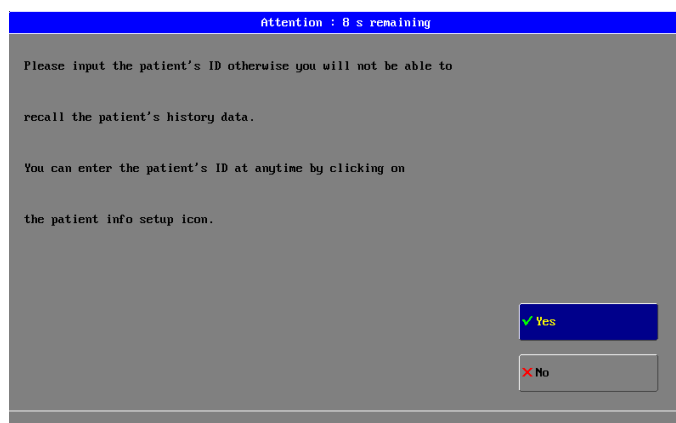 Attention : 8 s remaining
Please input the patient's ID otherwise you will not be able to
recall the patient's history data.
You can enter the patient's ID at anytime by clicking on
the patient info setup icon.
Yes
No